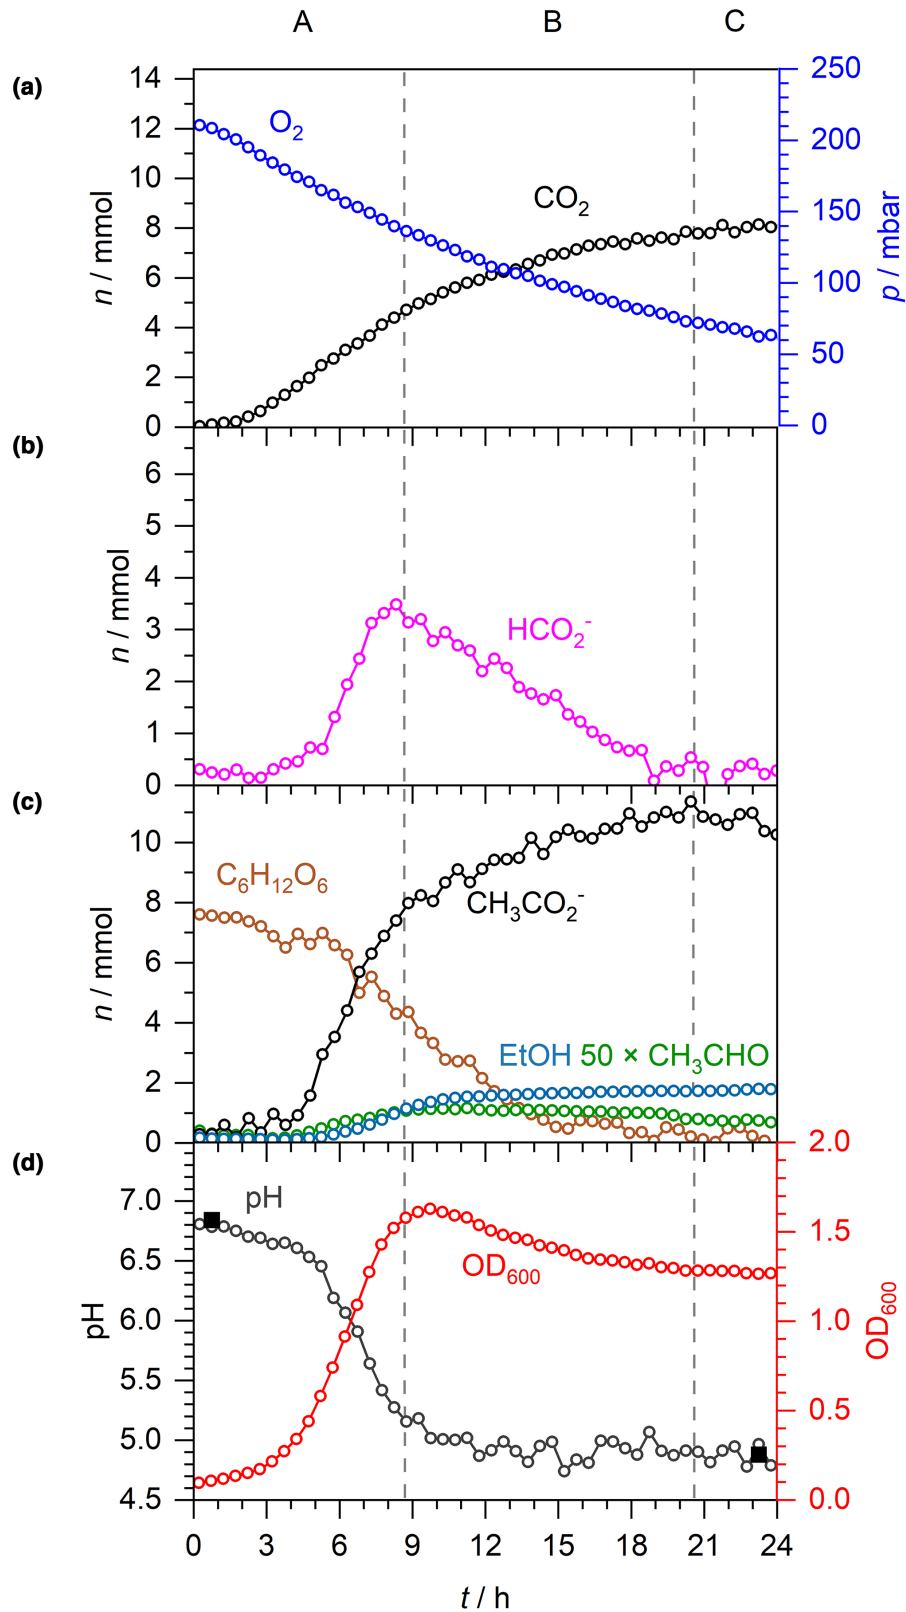 A B C
(a)
14
12
10
8
6
4
2
0
n / mmol
O₂
CO₂
250
200
150
100
50
0
p / mbar
(b)
6
5
4
3
2
1
0
n / mmol
HCO₂⁻
(c)
10
8
6
4
2
0
n / mmol
C₆H₁₂O₆
CH₃CO₂⁻
EtOH 50 × CH₃CHO
(d)
7.0
6.5
6.0
5.5
5.0
4.5
pH
pH
OD₆₀₀
2.0
1.5
1.0
0.5
0.0
OD₆₀₀
0 3 6 9 12 15 18 21 24
t / h